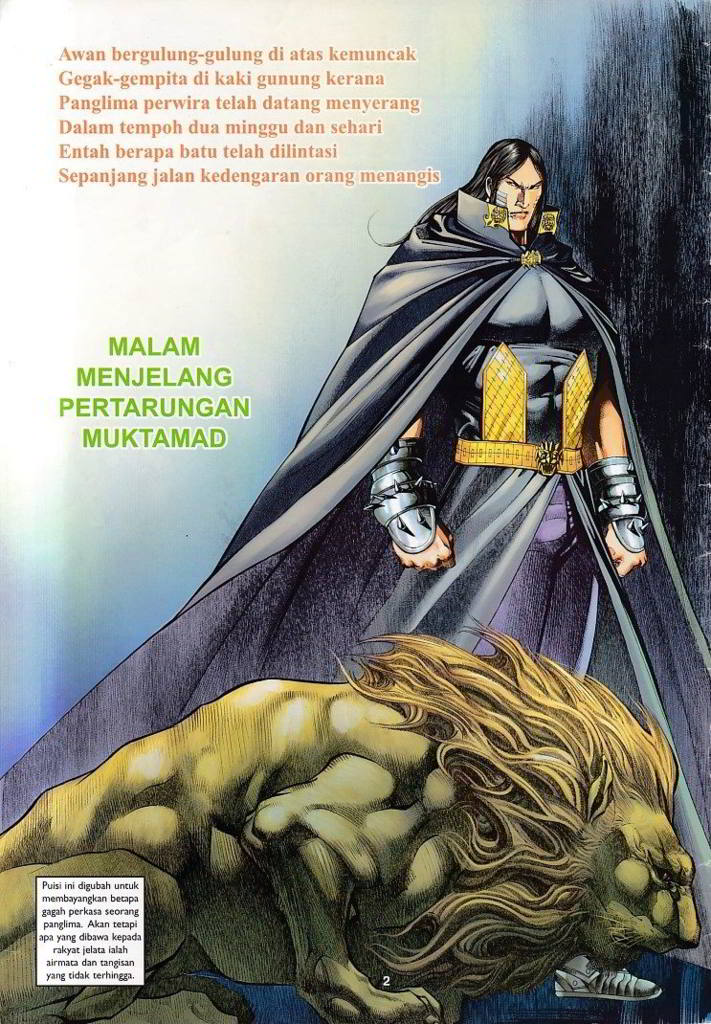 Awan bergulung-gulung di atas kemuncak
Gegak-gempita di kaki gunung kerana
Panglima perwira telah datang menyerang
Dalam tempoh dua minggu dan sehari
Entah berapa batu telah dilintasi
Sepanjang jalan kedengaran orang menangis
MALAM
MENJELANG
PERTARUNGAN
MUKTAMAD
Puisi ini digubah untuk
membayangkan betapa
gagah perkasa seorang
panglima. Akan tetapi
apa yang dibawa kepada
rakyat jelata ialah
airmata dan tangisan
yang tidak terhingga.
2